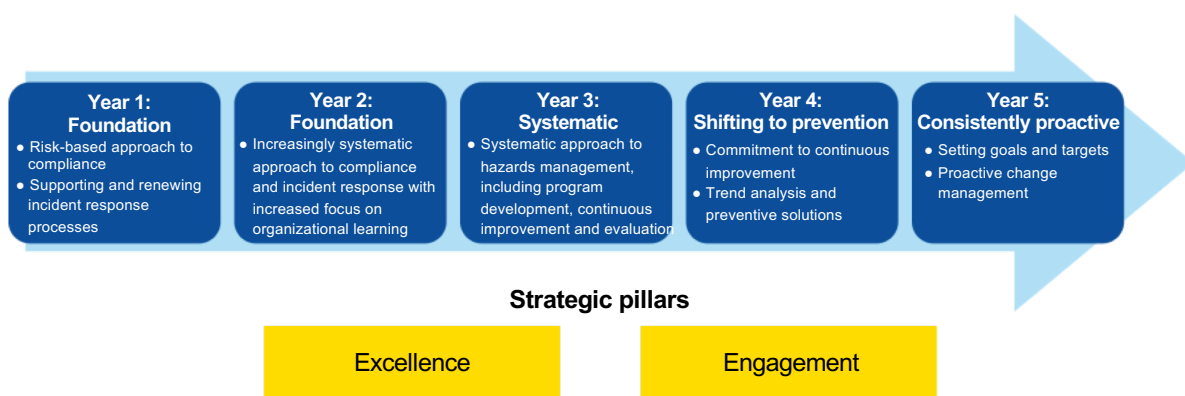 Year 1:
Foundation
● Risk-based approach to
compliance
● Supporting and renewing
incident response
processes
Year 2:
Foundation
● Increasingly systematic
approach to compliance
and incident response with
increased focus on
organizational learning
Year 3:
Systematic
● Systematic approach to
hazards management,
including program
development, continuous
improvement and evaluation
Year 4:
Shifting to prevention
● Commitment to continuous
improvement
● Trend analysis and
preventive solutions
Year 5:
Consistently proactive
● Setting goals and targets
● Proactive change
management
Strategic pillars
Excellence
Engagement